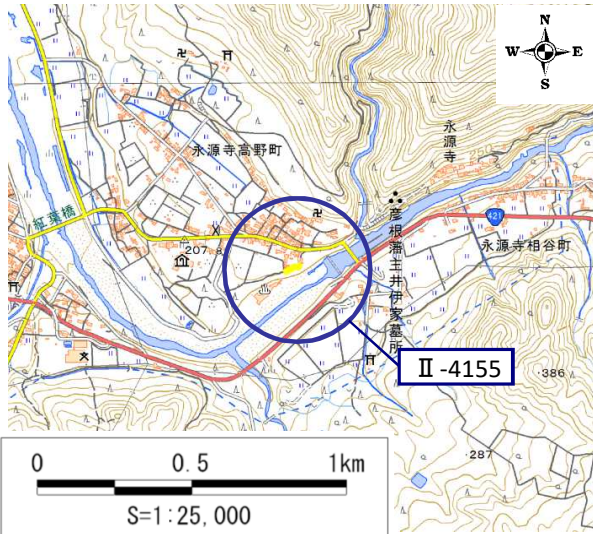 N
W E
S
永源寺高野町
永源寺
紅葉橋
421
207
彦根藩主井伊家墓所
永源寺相谷町
Ⅱ-4155
386
287
0 0.5 1km
S=1:25,000